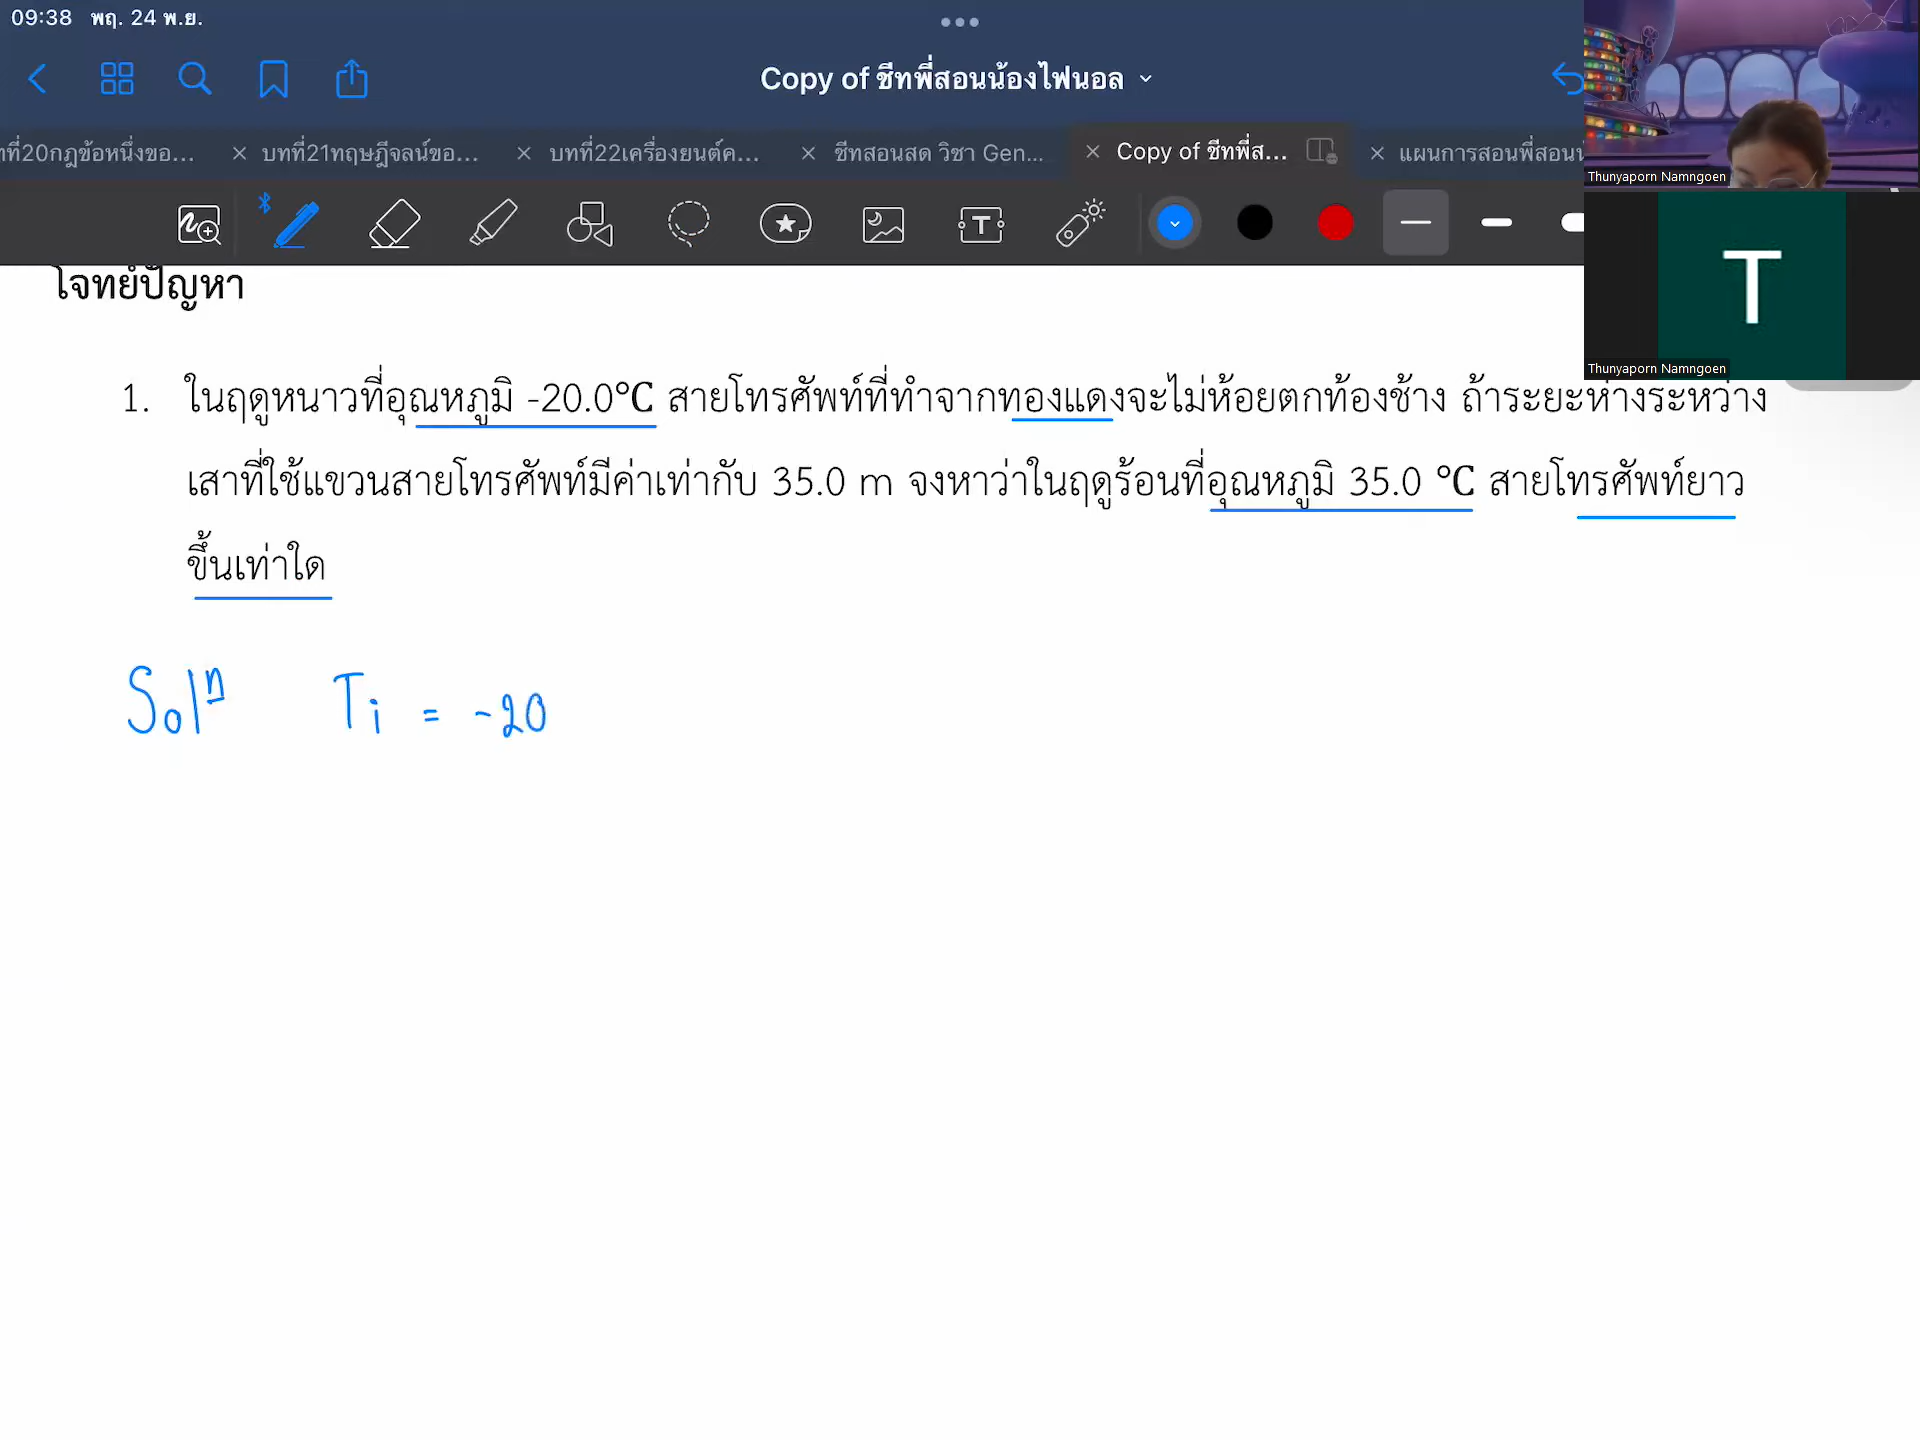 09:38 พฤ. 24 พ.ย.
Copy of ชีทพี่สอนน้องไฟนอล
ทที่20กฎข้อหนึ่งขอ... × บทที่21ทฤษฎีจลน์ขอ... × บทที่22เครื่องยนต์ค... × ชีทสอนสด วิชา Gen... × Copy of ชีทพี่ส... × แผนการสอนพี่สอนน
Thunyaporn Namngoen
T
Thunyaporn Namngoen
โจทย์ปัญหา
1. ในฤดูหนาวที่อุณหภูมิ -20.0°C สายโทรศัพท์ที่ทำจากทองแดงจะไม่ห้อยตกท้องช้าง ถ้าระยะห่างระหว่าง
เสาที่ใช้แขวนสายโทรศัพท์มีค่าเท่ากับ 35.0 m จงหาว่าในฤดูร้อนที่อุณหภูมิ 35.0 °C สายโทรศัพท์ยาว
ขึ้นเท่าใด
Solⁿ Ti = -20